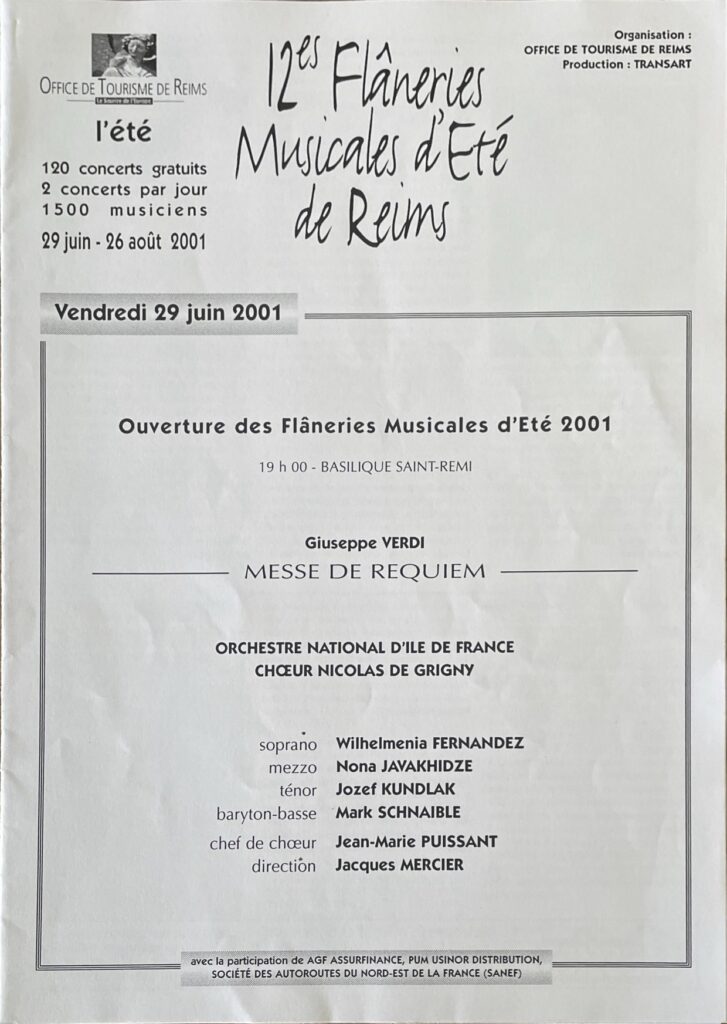 OFFICE DE TOURISME DE REIMS
Le Sourire de l'Europe
l'été
120 concerts gratuits
2 concerts par jour
1500 musiciens
29 juin - 26 août 2001
12es Flâneries
Musicales d'Eté
de Reims
Organisation :
OFFICE DE TOURISME DE REIMS
Production : TRANSART
Vendredi 29 juin 2001
Ouverture des Flâneries Musicales d'Eté 2001
19 h 00 - BASILIQUE SAINT-REMI
Giuseppe VERDI
MESSE DE REQUIEM
ORCHESTRE NATIONAL D'ILE DE FRANCE
CHŒUR NICOLAS DE GRIGNY
soprano Wilhelmenia FERNANDEZ
mezzo Nona JAVAKHIDZE
ténor Jozef KUNDLAK
baryton-basse Mark SCHNAIBLE
chef de chœur Jean-Marie PUISSANT
direction Jacques MERCIER
avec la participation de AGF ASSURFINANCE, PUM USINOR DISTRIBUTION,
SOCIÉTÉ DES AUTOROUTES DU NORD-EST DE LA FRANCE (SANEF)